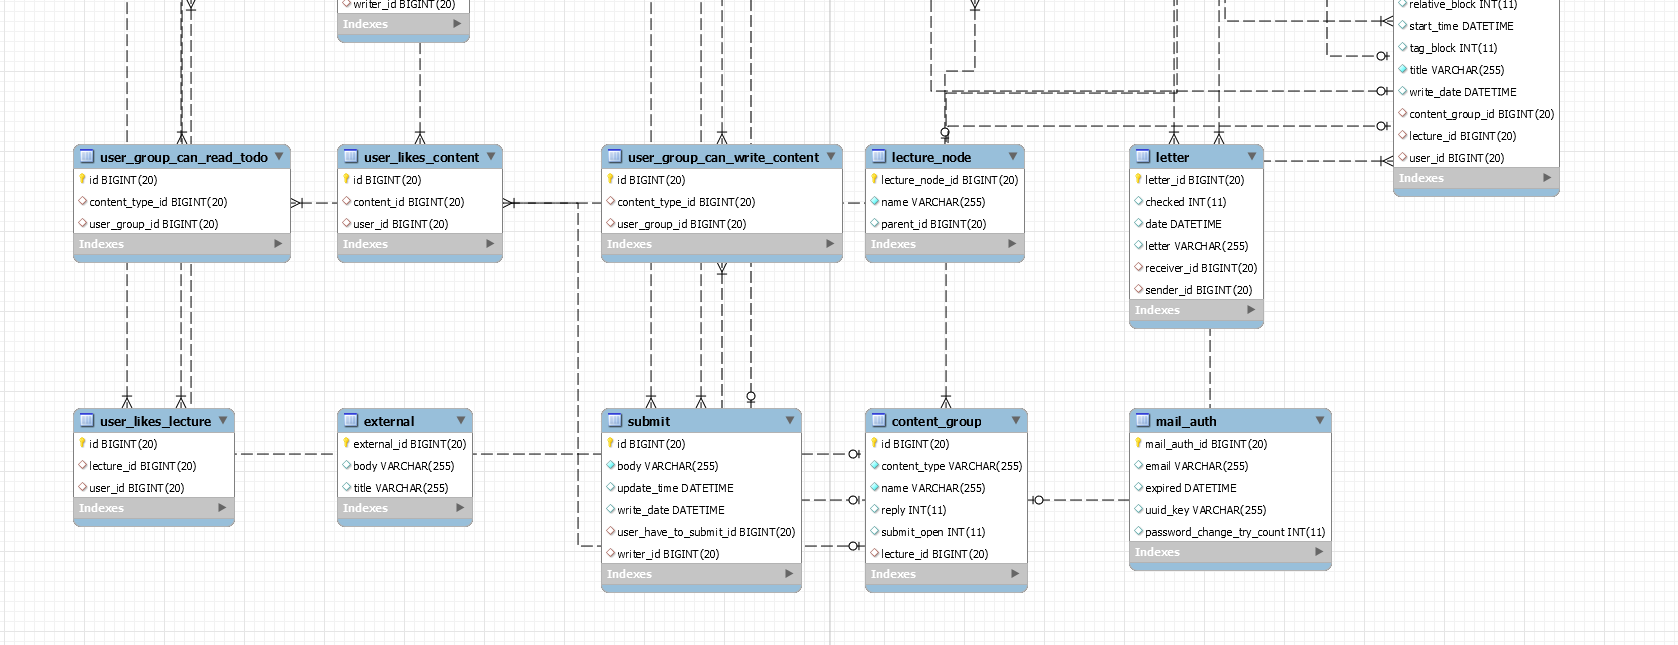 writer_id BIGINT(20)
Indexes
relative_block INT(11)
start_time DATETIME
tag_block INT(11)
title VARCHAR(255)
write_date DATETIME
content_group_id BIGINT(20)
lecture_id BIGINT(20)
user_id BIGINT(20)
Indexes
user_group_can_read_todo
id BIGINT(20)
content_type_id BIGINT(20)
user_group_id BIGINT(20)
Indexes
user_likes_content
id BIGINT(20)
content_id BIGINT(20)
user_id BIGINT(20)
Indexes
user_group_can_write_content
id BIGINT(20)
content_type_id BIGINT(20)
user_group_id BIGINT(20)
Indexes
lecture_node
lecture_node_id BIGINT(20)
name VARCHAR(255)
parent_id BIGINT(20)
Indexes
letter
letter_id BIGINT(20)
checked INT(11)
date DATETIME
letter VARCHAR(255)
receiver_id BIGINT(20)
sender_id BIGINT(20)
Indexes
user_likes_lecture
id BIGINT(20)
lecture_id BIGINT(20)
user_id BIGINT(20)
Indexes
external
external_id BIGINT(20)
body VARCHAR(255)
title VARCHAR(255)
Indexes
submit
id BIGINT(20)
body VARCHAR(255)
update_time DATETIME
write_date DATETIME
user_have_to_submit_id BIGINT(20)
writer_id BIGINT(20)
Indexes
content_group
id BIGINT(20)
content_type VARCHAR(255)
name VARCHAR(255)
reply INT(11)
submit_open INT(11)
lecture_id BIGINT(20)
Indexes
mail_auth
mail_auth_id BIGINT(20)
email VARCHAR(255)
expired DATETIME
uuid_key VARCHAR(255)
password_change_try_count INT(11)
Indexes